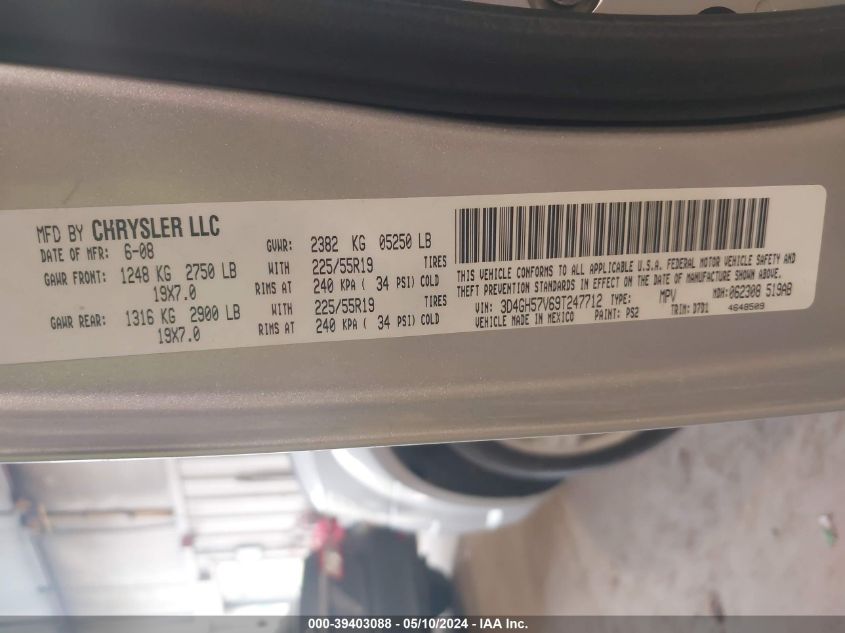 MFD BY CHRYSLER LLC
DATE OF MFR: 6-08
GVWR: 2382 KG 05250 LB
GAWR FRONT: 1248 KG 2750 LB WITH 225/55R19 TIRES
19X7.0 RIMS AT 240 KPA ( 34 PSI) COLD
GAWR REAR: 1316 KG 2900 LB WITH 225/55R19 TIRES
19X7.0 RIMS AT 240 KPA ( 34 PSI) COLD
THIS VEHICLE CONFORMS TO ALL APPLICABLE U.S.A. FEDERAL MOTOR VEHICLE SAFETY AND
THEFT PREVENTION STANDARDS IN EFFECT ON THE DATE OF MANUFACTURE SHOWN ABOVE.
VIN: 3D4GH57V69T247712 TYPE: MPV MDH: 062308 519AB
VEHICLE MADE IN MEXICO PAINT: PS2 TRIM: D7D1 4648509
000-39403088 - 05/10/2024 - IAA Inc.